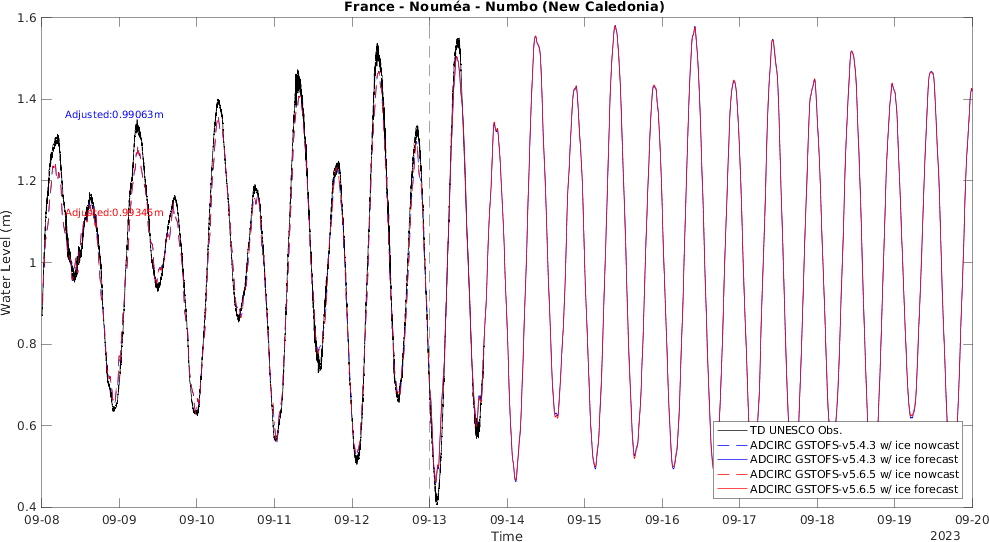 France - Nouméa - Numbo (New Caledonia)
1.6
1.4
1.2
1
0.8
0.6
0.4
Water Level (m)
Adjusted:0.99063m
Adjusted:0.99345m
TD UNESCO Obs.
ADCIRC GSTOFS-v5.4.3 w/ ice nowcast
ADCIRC GSTOFS-v5.4.3 w/ ice forecast
ADCIRC GSTOFS-v5.6.5 w/ ice nowcast
ADCIRC GSTOFS-v5.6.5 w/ ice forecast
09-08 09-09 09-10 09-11 09-12 09-13 09-14 09-15 09-16 09-17 09-18 09-19 09-20
Time
2023